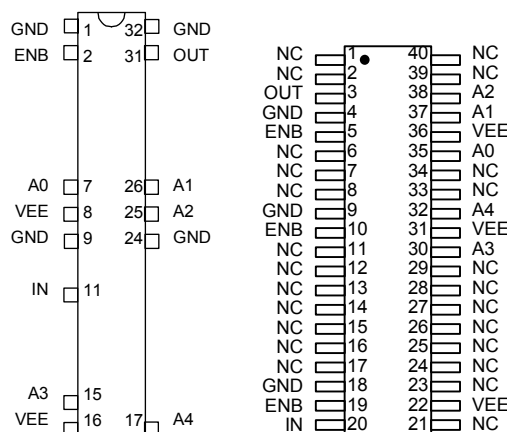 GND 1 32 GND
ENB 2 31 OUT
A0 7 26 A1
VEE 8 25 A2
GND 9 24 GND
IN 11
A3 15
VEE 16 17 A4
NC 1 40 NC
NC 2 39 NC
OUT 3 38 A2
GND 4 37 A1
ENB 5 36 VEE
NC 6 35 A0
NC 7 34 NC
NC 8 33 NC
GND 9 32 A4
ENB 10 31 VEE
NC 11 30 A3
NC 12 29 NC
NC 13 28 NC
NC 14 27 NC
NC 15 26 NC
NC 16 25 NC
NC 17 24 NC
GND 18 23 NC
ENB 19 22 VEE
IN 20 21 NC